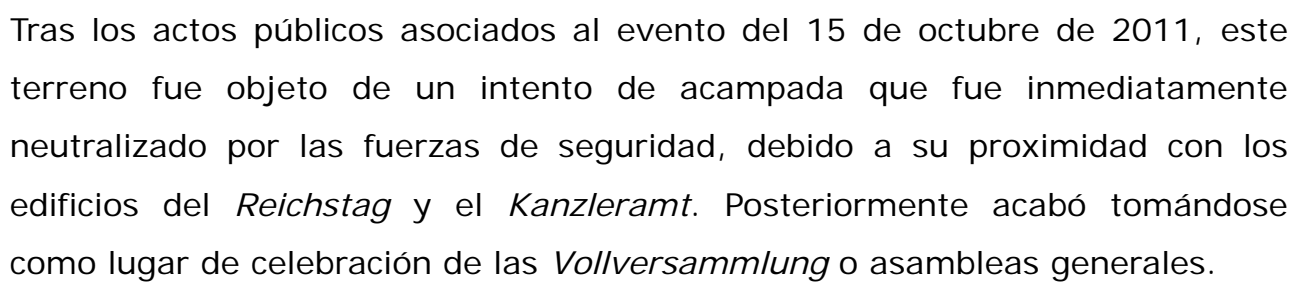 Tras los actos públicos asociados al evento del 15 de octubre de 2011, este
terreno fue objeto de un intento de acampada que fue inmediatamente
neutralizado por las fuerzas de seguridad, debido a su proximidad con los
edificios del Reichstag y el Kanzleramt. Posteriormente acabó tomándose
como lugar de celebración de las Vollversammlung o asambleas generales.